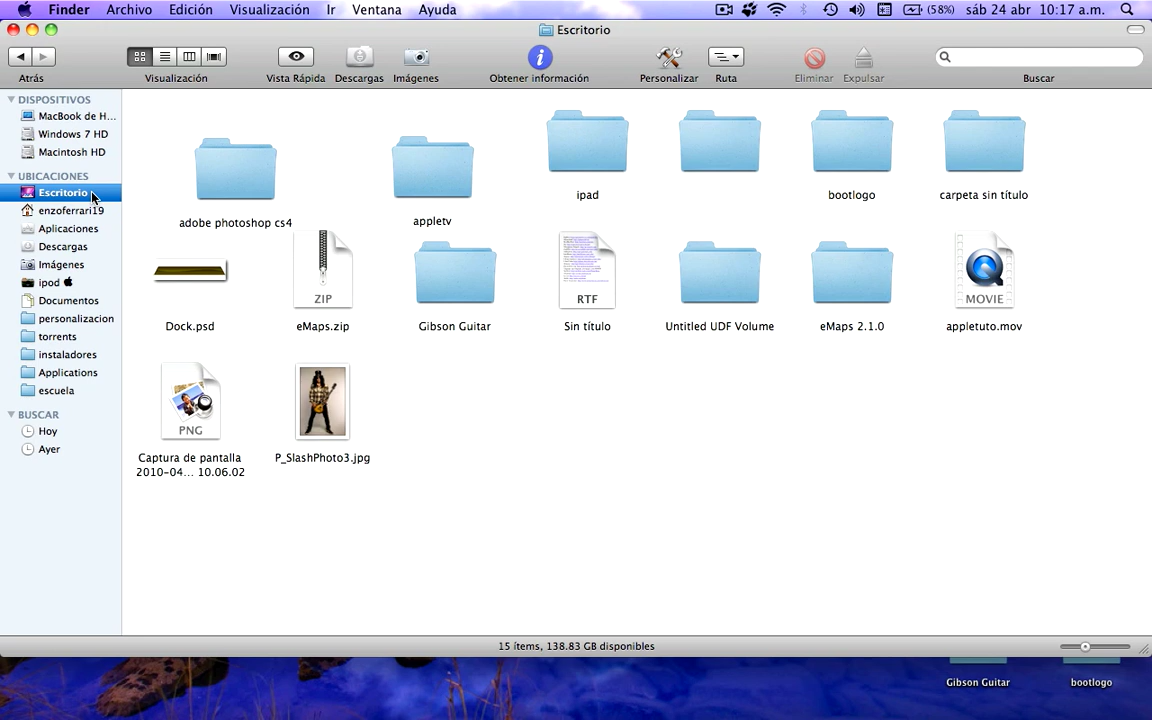 Finder Archivo Edición Visualización Ir Ventana Ayuda (58%) sáb 24 abr 10:17 a.m.
Escritorio
Atrás Visualización Vista Rápida Descargas Imágenes Obtener información Personalizar Ruta Eliminar Expulsar Buscar
DISPOSITIVOS
MacBook de H...
Windows 7 HD
Macintosh HD
UBICACIONES
Escritorio
enzoferrari19
Aplicaciones
Descargas
Imágenes
ipod
Documentos
personalizacion
torrents
instaladores
Applications
escuela
BUSCAR
Hoy
Ayer
adobe photoshop cs4 appletv ipad bootlogo carpeta sin título
ZIP RTF MOVIE
Dock.psd eMaps.zip Gibson Guitar Sin título Untitled UDF Volume eMaps 2.1.0 appletuto.mov
PNG
Captura de pantalla P_SlashPhoto3.jpg
2010-04... 10.06.02
15 ítems, 138.83 GB disponibles
Gibson Guitar bootlogo